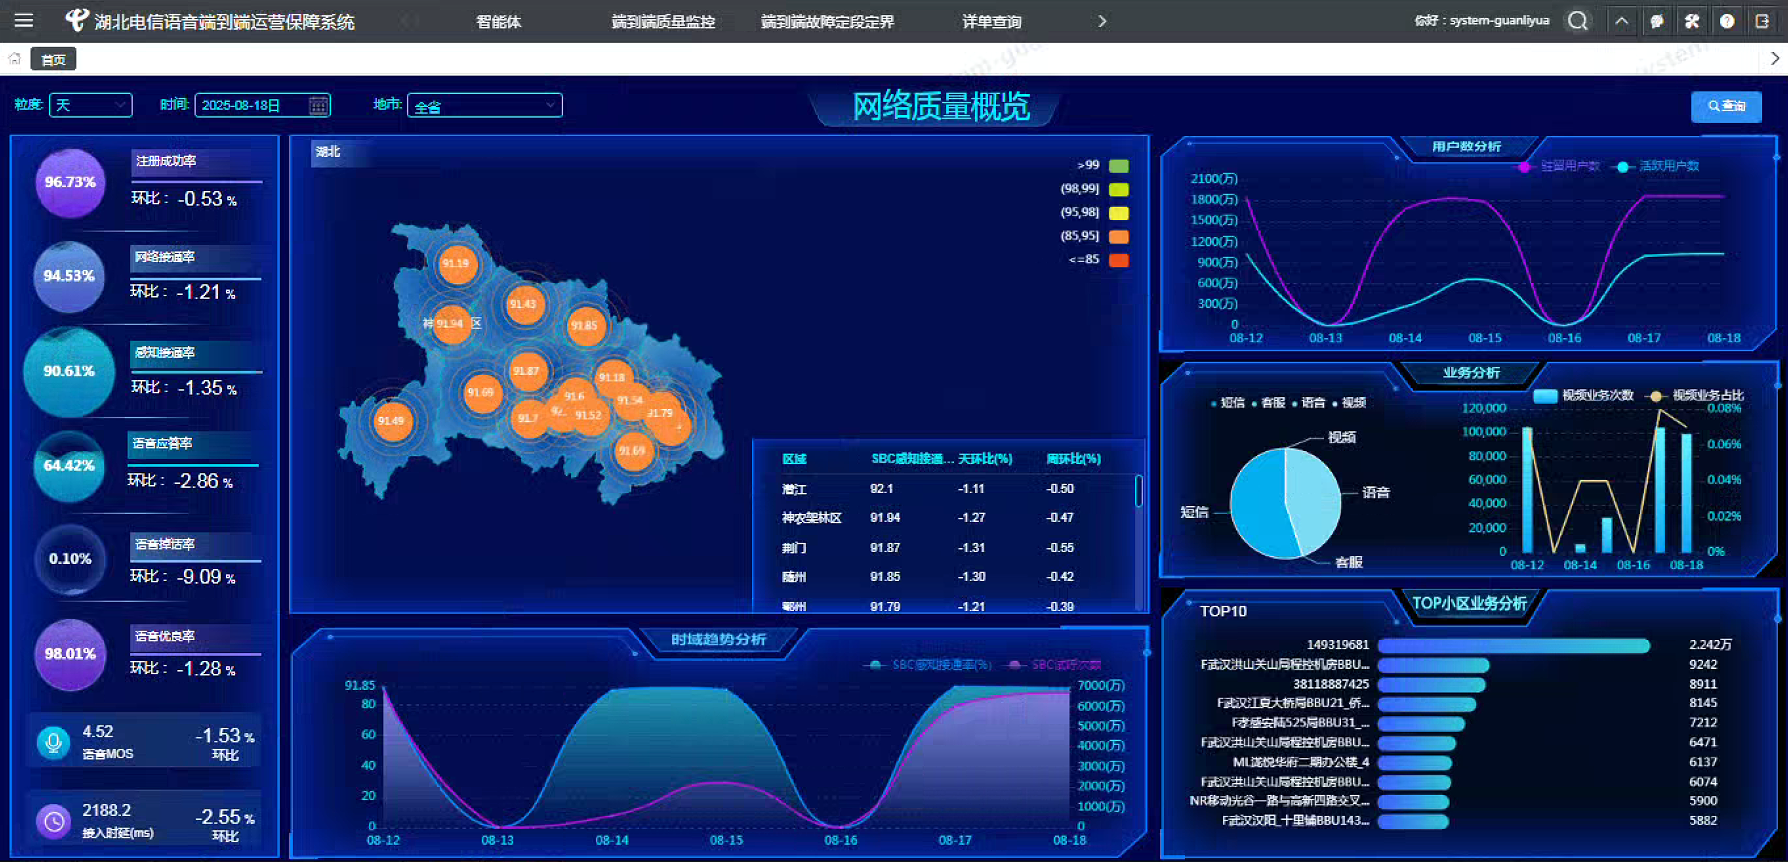 湖北电信语音端到端运营保障系统
智能体
端到端质量监控
端到端故障定段定界
详单查询
你好：system-guanliyua
首页
粒度:
天
时间:
2025-08-18日
地市:
全省
网络质量概览
查询
96.73%
注册成功率
环比： -0.53 %
94.53%
网络接通率
环比： -1.21 %
90.61%
感知接通率
环比： -1.35 %
64.42%
语音应答率
环比： -2.86 %
0.10%
语音掉话率
环比： -9.09 %
98.01%
语音优良率
环比： -1.28 %
4.52
语音MOS
-1.53 %
环比
2188.2
接入时延(ms)
-2.55 %
环比
湖北
>99
(98,99]
(95,98]
(85,95]
<=85
91.19
91.43
神
91.94
区
91.85
91.87
91.18
91.69
91.6
91.54
91.7
91.52
91.49
91.69
区域 SBC感知接通... 天环比(%) 周环比(%)
潜江 92.1 -1.11 -0.50
神农架林区 91.94 -1.27 -0.47
荆门 91.87 -1.31 -0.55
随州 91.85 -1.30 -0.42
鄂州 91.79 -1.21 -0.39
时域趋势分析
SBC感知接通率(%)
SBC试呼次数
91.85
80
60
40
20
0
7000(万)
6000(万)
5000(万)
4000(万)
3000(万)
2000(万)
1000(万)
0
08-12 08-13 08-14 08-15 08-16 08-17 08-18
用户数分析
驻留用户数
活跃用户数
2100(万)
1800(万)
1500(万)
1200(万)
900(万)
600(万)
300(万)
0
08-12 08-13 08-14 08-15 08-16 08-17 08-18
业务分析
短信 客服 语音 视频
视频
语音
短信
客服
视频业务次数
视频业务占比
120,000
100,000
80,000
60,000
40,000
20,000
0
0.08%
0.06%
0.04%
0.02%
0%
08-12 08-14 08-16 08-18
TOP小区业务分析
TOP10
149319681 2.242万
F武汉洪山关山局程控机房BBU... 9242
38118887425 8911
F武汉江夏大桥局BBU21_侨... 8145
F孝感安陆525局BBU31_... 7212
F武汉洪山关山局程控机房BBU... 6471
ML泷悦华府二期办公楼_4 6137
F武汉洪山关山局程控机房BBU... 6074
NR移动光谷一路与高新四路交叉... 5900
F武汉汉阳_十里铺BBU143... 5882